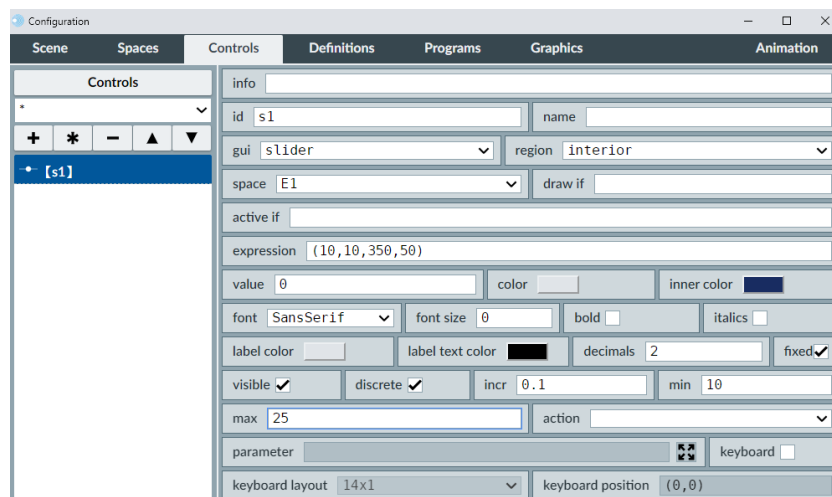 Configuration
Scene Spaces Controls Definitions Programs Graphics Animation
Controls
*
info
id s1 name
gui slider region interior
【s1】
space E1 draw if
active if
expression (10,10,350,50)
value 0 color inner color
font SansSerif font size 0 bold italics
label color label text color decimals 2 fixed
visible discrete incr 0.1 min 10
max 25 action
parameter keyboard
keyboard layout 14x1 keyboard position (0,0)